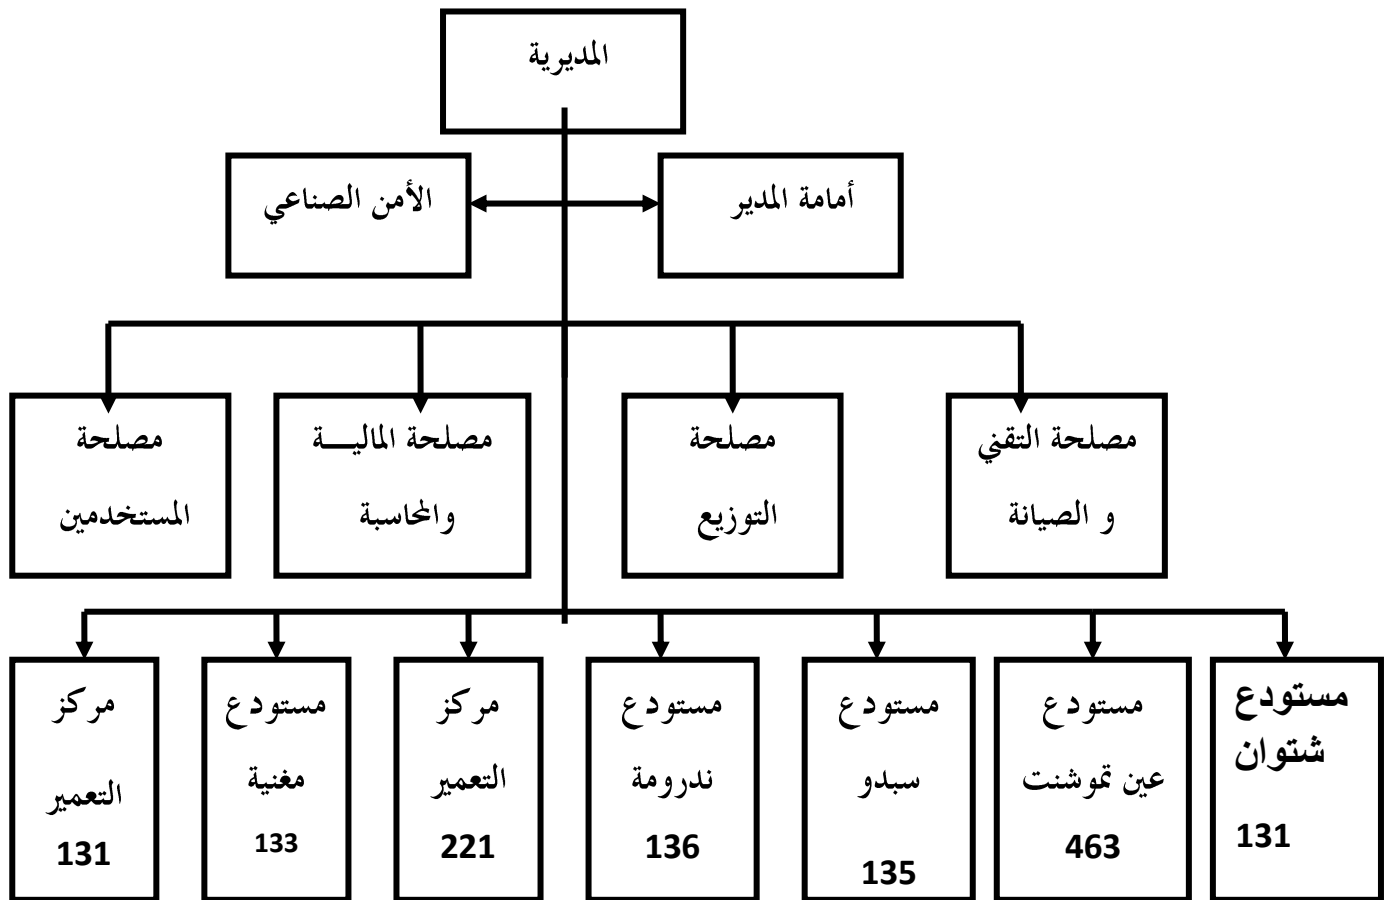 المديرية
أمامة المدير
الأمن الصناعي
مصلحة التقني
و الصيانة
مصلحة
التوزيع
مصلحة الماليـــة
والمحاسبة
مصلحة
المستخدمين
مستودع
شتوان
131
مستودع
عين تموشنت
463
مستودع
سبدو
135
مستودع
ندرومة
136
مركز
التعمير
221
مستودع
مغنية
133
مركز
التعمير
131